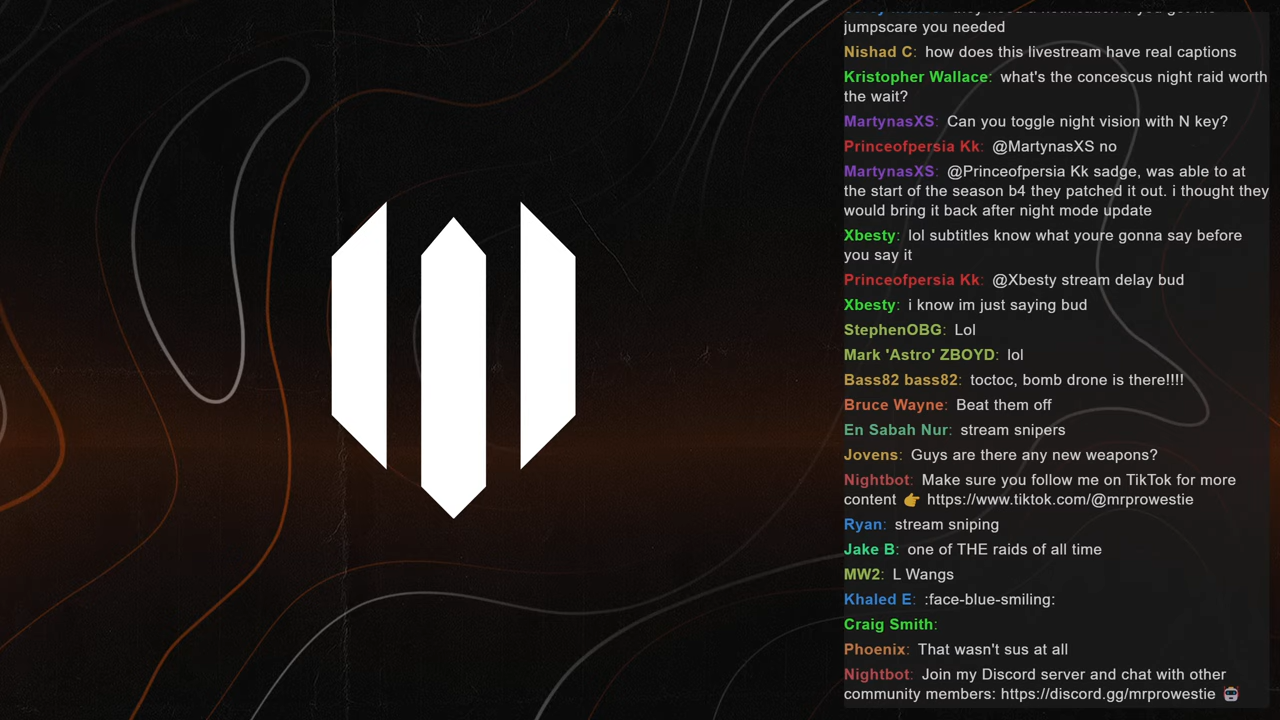 jumpscare you needed
Nishad C: how does this livestream have real captions
Kristopher Wallace: what's the concescus night raid worth
the wait?
MartynasXS: Can you toggle night vision with N key?
Princeofpersia Kk: @MartynasXS no
MartynasXS: @Princeofpersia Kk sadge, was able to at
the start of the season b4 they patched it out. i thought they
would bring it back after night mode update
Xbesty: lol subtitles know what youre gonna say before
you say it
Princeofpersia Kk: @Xbesty stream delay bud
Xbesty: i know im just saying bud
StephenOBG: Lol
Mark 'Astro' ZBOYD: lol
Bass82 bass82: toctoc, bomb drone is there!!!!
Bruce Wayne: Beat them off
En Sabah Nur: stream snipers
Jovens: Guys are there any new weapons?
Nightbot: Make sure you follow me on TikTok for more
content 👉 https://www.tiktok.com/@mrprowestie
Ryan: stream sniping
Jake B: one of THE raids of all time
MW2: L Wangs
Khaled E: :face-blue-smiling:
Craig Smith:
Phoenix: That wasn't sus at all
Nightbot: Join my Discord server and chat with other
community members: https://discord.gg/mrprowestie